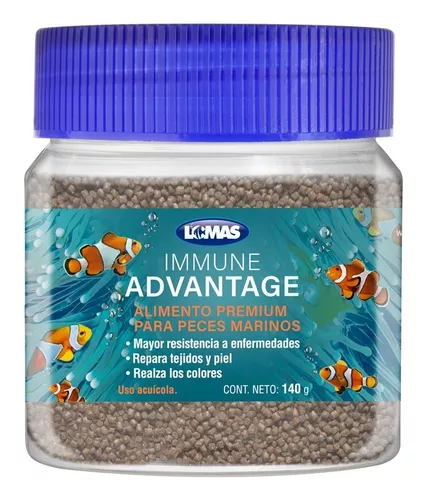 LOMAS
IMMUNE
ADVANTAGE
ALIMENTO PREMIUM
PARA PECES MARINOS
• Mayor resistencia a enfermedades
• Repara tejidos y piel
• Realza los colores
Uso acuícola.
CONT. NETO: 140 g